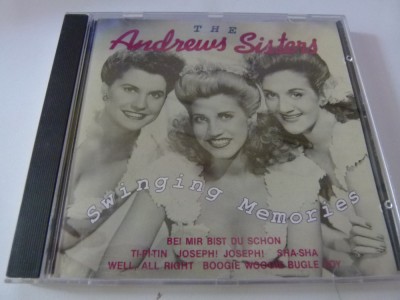 THE
Andrews Sisters
Swinging Memories
BEI MIR BIST DU SCHON
TI-PI-TIN JOSEPH! JOSEPH! SHA-SHA
WELL, ALL RIGHT BOOGIE WOOGIE BUGLE BOY